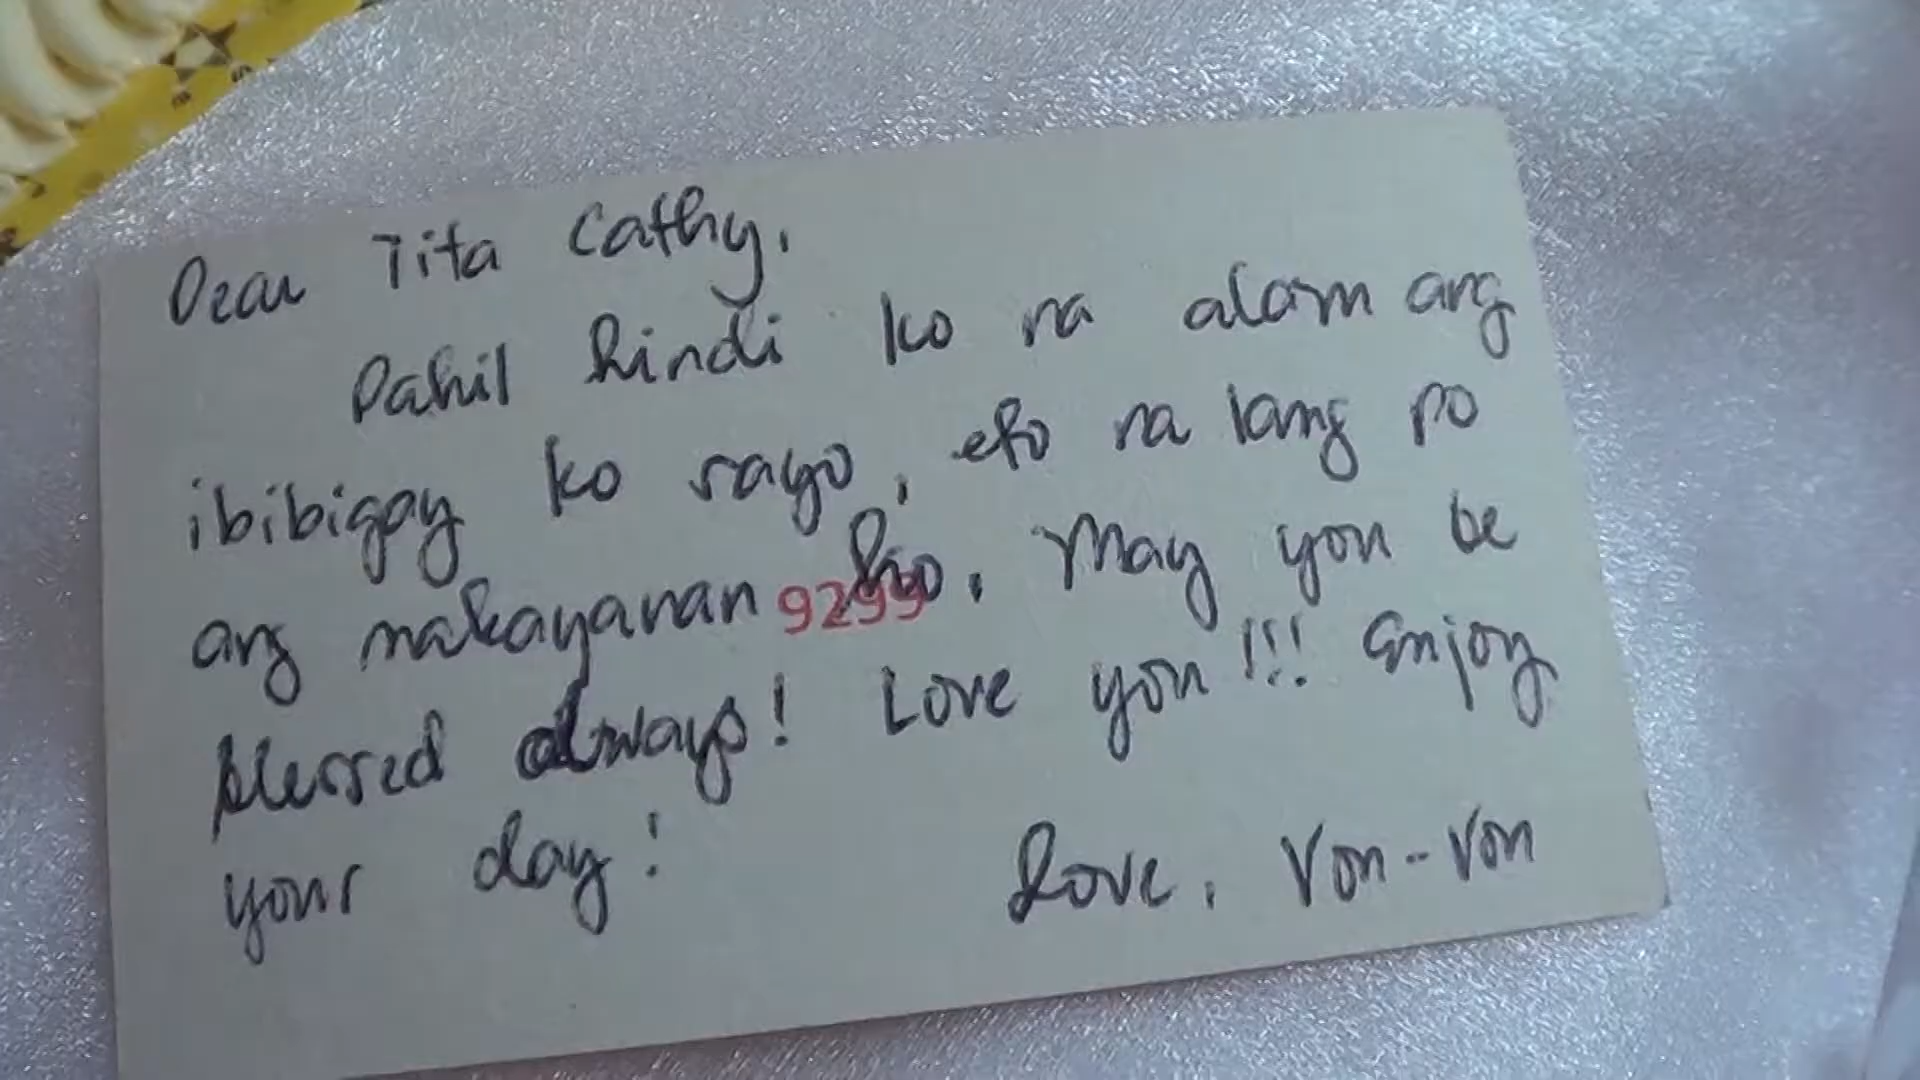 Dear Tita Cathy,
Dahil hindi ko na alam ang
ibibigay ko sayo, eto na lang po
ang makayanan ko. May you be
9299
blessed always! Love you!!! Enjoy
your day!
Love, Von-Von